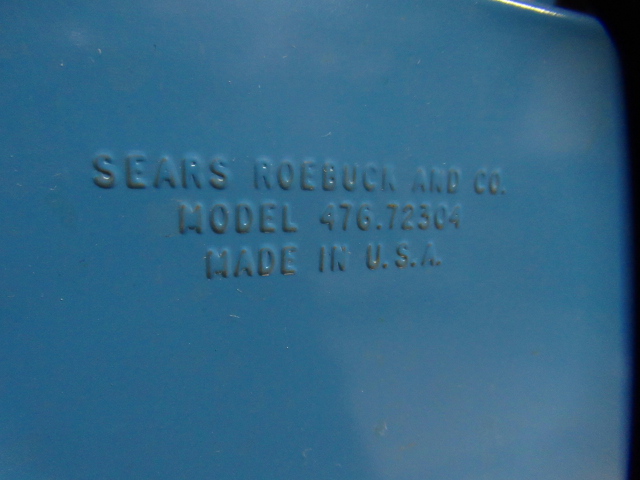 SEARS ROEBUCK AND CO.
MODEL 476.72304
MADE IN U.S.A.